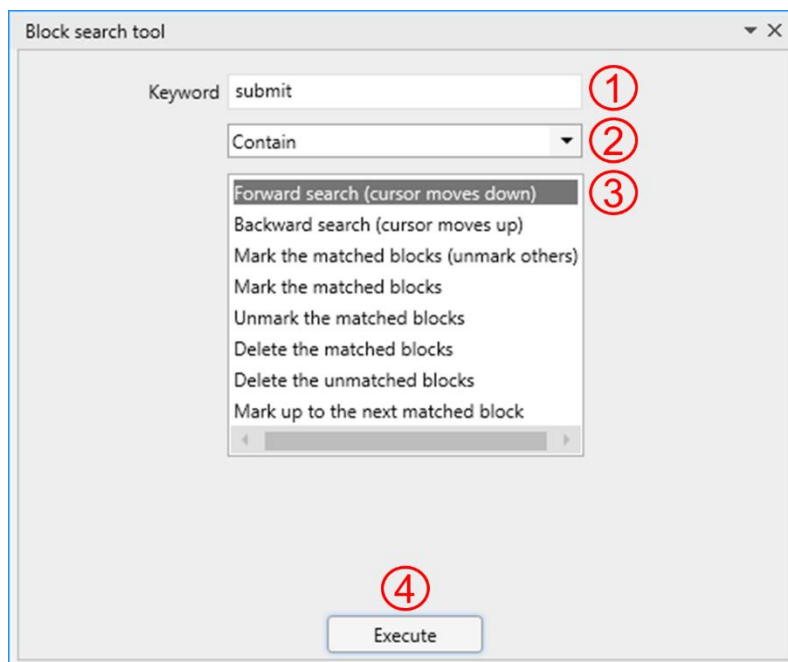 Block search tool
Keyword submit ①
Contain ②
Forward search (cursor moves down) ③
Backward search (cursor moves up)
Mark the matched blocks (unmark others)
Mark the matched blocks
Unmark the matched blocks
Delete the matched blocks
Delete the unmatched blocks
Mark up to the next matched block
④
Execute